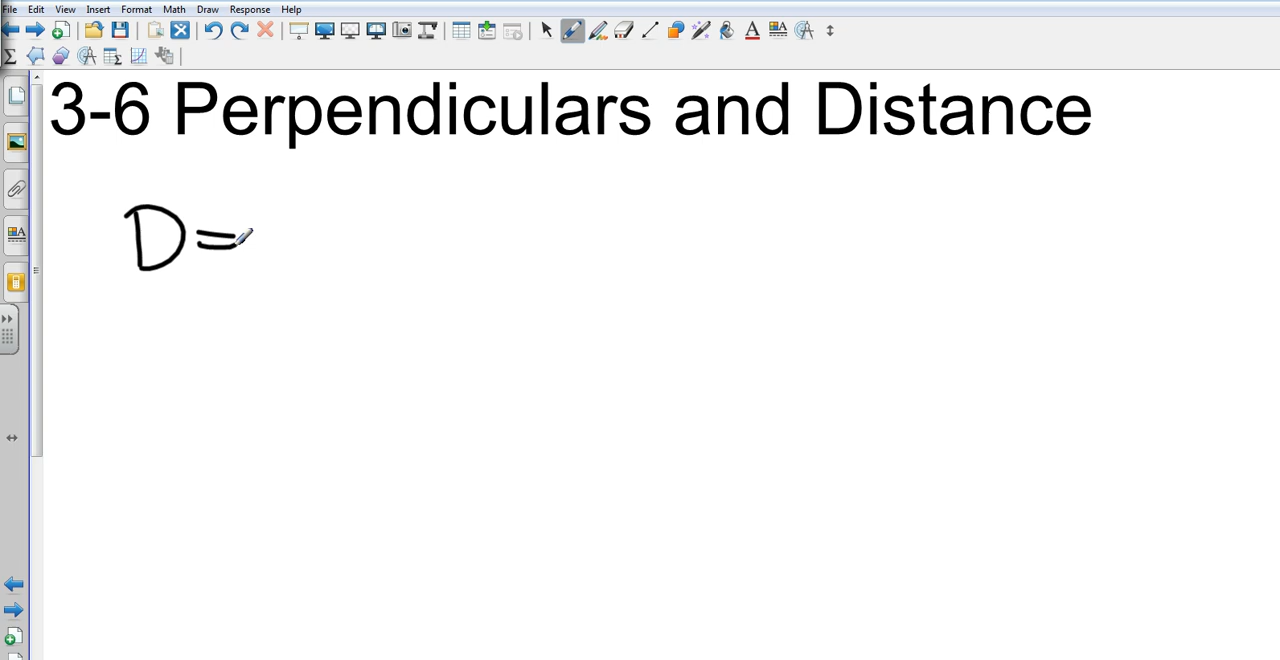 File Edit View Insert Format Math Draw Response Help
3-6 Perpendiculars and Distance
D=